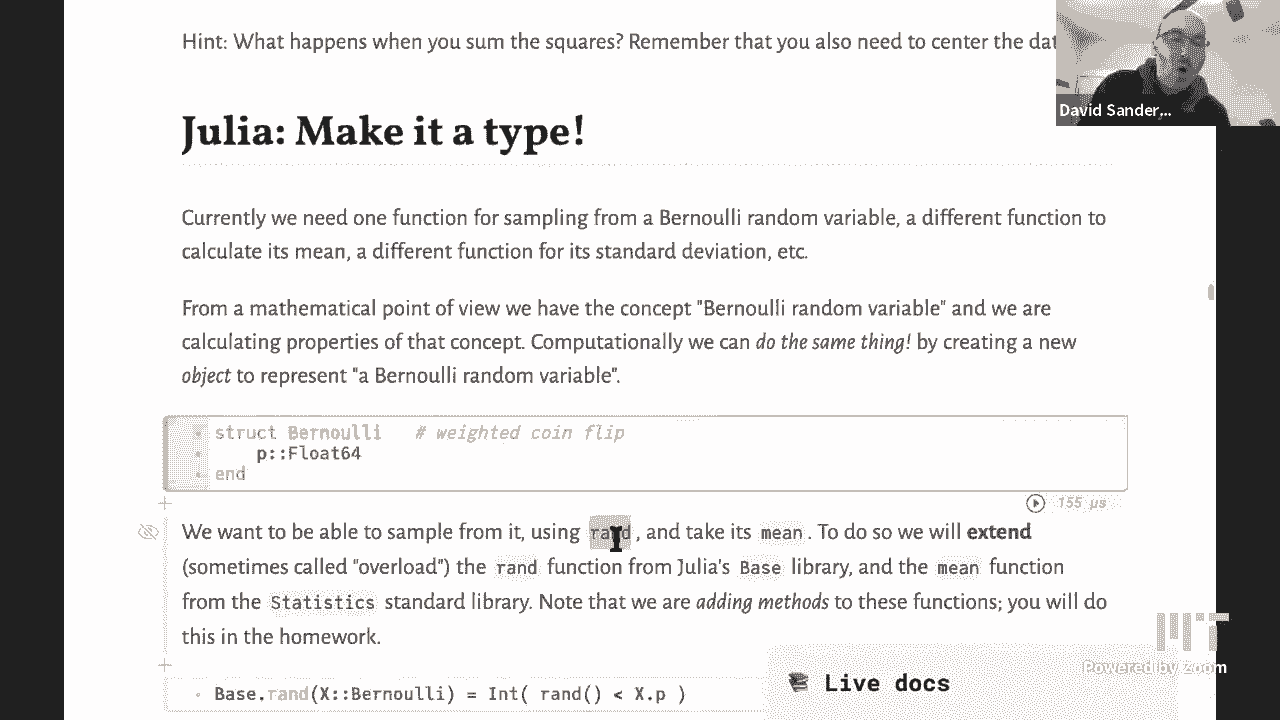 Hint: What happens when you sum the squares? Remember that you also need to center the dat
David Sander...
Julia: Make it a type!
Currently we need one function for sampling from a Bernoulli random variable, a different function to
calculate its mean, a different function for its standard deviation, etc.
From a mathematical point of view we have the concept "Bernoulli random variable" and we are
calculating properties of that concept. Computationally we can do the same thing! by creating a new
object to represent "a Bernoulli random variable".
struct Bernoulli # weighted coin flip
p::Float64
end
155 μs
We want to be able to sample from it, using rand, and take its mean. To do so we will extend
(sometimes called "overload") the rand function from Julia's Base library, and the mean function
from the Statistics standard library. Note that we are adding methods to these functions; you will do
this in the homework.
MIT
Powered by Zoom
Base.rand(X::Bernoulli) = Int( rand() < X.p )
Live docs